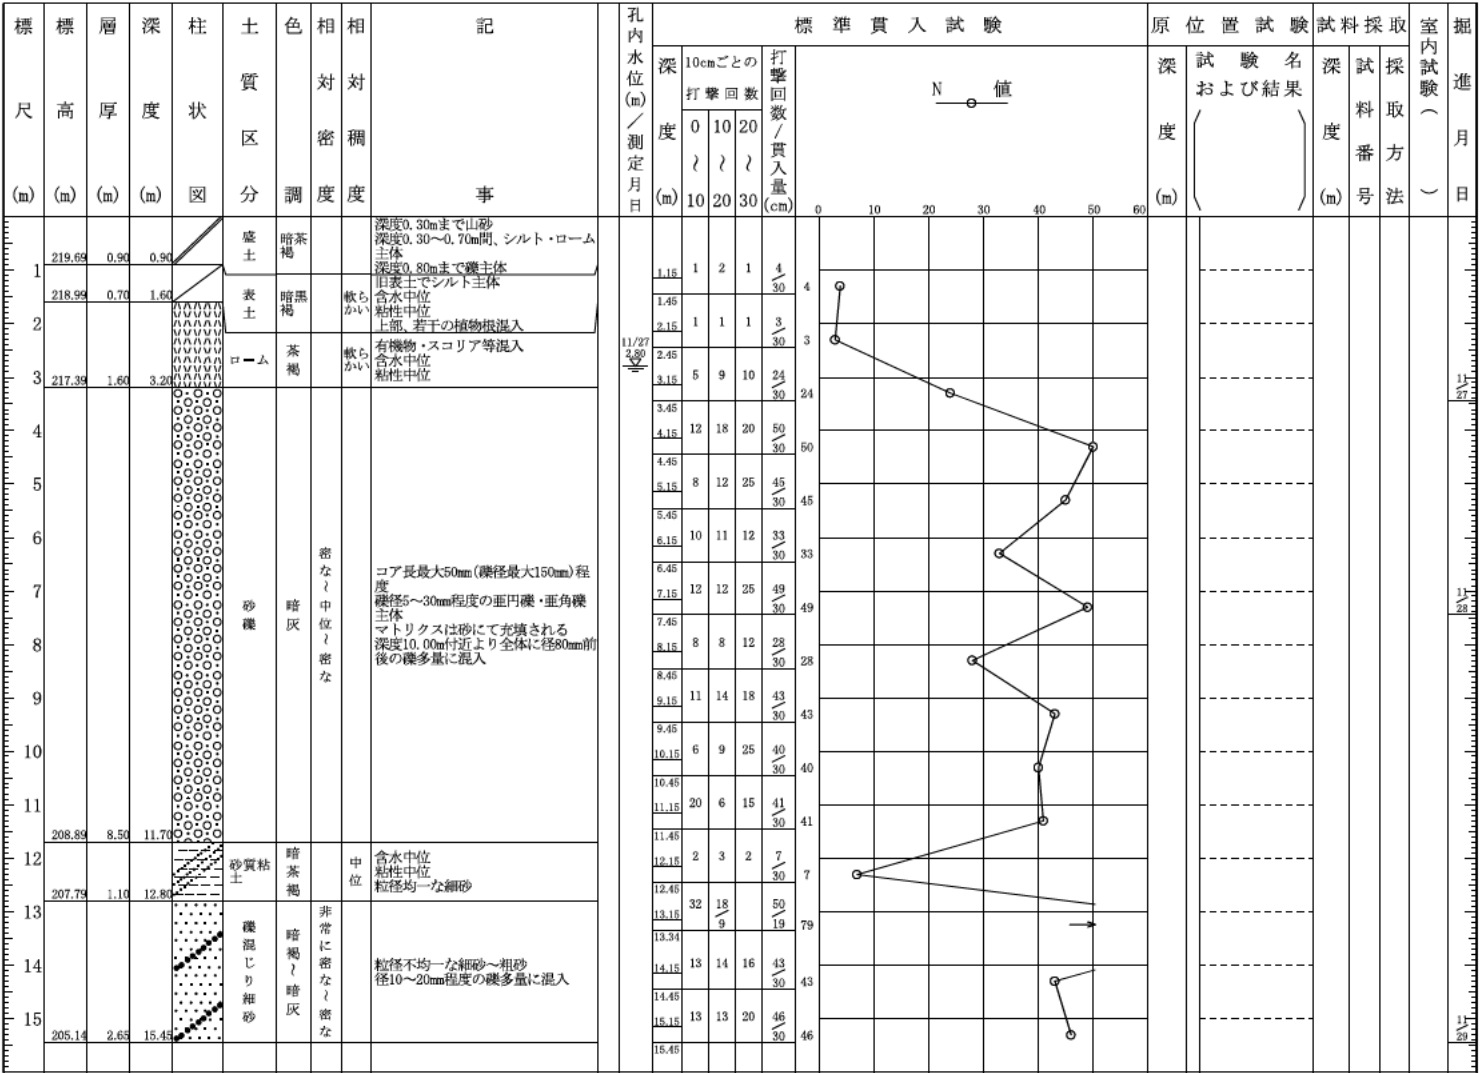 標尺(m)
標高(m)
層厚(m)
深度(m)
柱状図
土質区分
色調
相対密度
相対稠度
記事
孔内水位(m)/測定月日
標準貫入試験
深度(m)
10cmごとの
打撃回数
0～10
10～20
20～30
打撃回数/貫入量(cm)
N 値
0 10 20 30 40 50 60
原位置試験
深度(m)
試験名
および結果
試料採取
深度(m)
試料番号
採取方法
室内試験( )
掘進月日
219.69 0.90 0.90
盛土
暗茶褐
深度0.30mまで山砂
深度0.30～0.70m間、シルト・ローム
主体
深度0.80mまで礫主体
218.99 0.70 1.60
表土
暗黒褐
軟らかい
旧表土でシルト主体
含水中位
粘性中位
上部、若干の植物根混入
217.39 1.60 3.20
ローム
茶褐
軟らかい
有機物・スコリア等混入
含水中位
粘性中位
208.89 8.50 11.70
砂礫
暗灰
密な～中位～密な
コア長最大50mm(礫径最大150mm)程
度
礫径5～30mm程度の亜円礫・亜角礫
主体
マトリクスは砂にて充填される
深度10.00m付近より全体に径80mm前
後の礫多量に混入
207.79 1.10 12.80
砂質粘土
暗茶褐
中位
含水中位
粘性中位
粒径均一な細砂
205.14 2.65 15.45
礫混じり細砂
暗褐～暗灰
非常に密な～密な
粒径不均一な細砂～粗砂
径10～20mm程度の礫多量に混入
1
2
3
4
5
6
7
8
9
10
11
12
13
14
15
11/27
2.80
1.15 1 2 1 4/30 4
1.45
2.15 1 1 1 3/30 3
2.45
3.15 5 9 10 24/30 24
3.45
4.15 12 18 20 50/30 50
4.45
5.15 8 12 25 45/30 45
5.45
6.15 10 11 12 33/30 33
6.45
7.15 12 12 25 49/30 49
7.45
8.15 8 8 12 28/30 28
8.45
9.15 11 14 18 43/30 43
9.45
10.15 6 9 25 40/30 40
10.45
11.15 20 6 15 41/30 41
11.45
12.15 2 3 2 7/30 7
12.45
13.15 32 18/9 50/19 79
13.34
14.15 13 14 16 43/30 43
14.45
15.15 13 13 20 46/30 46
15.45
11/27
11/28
11/29